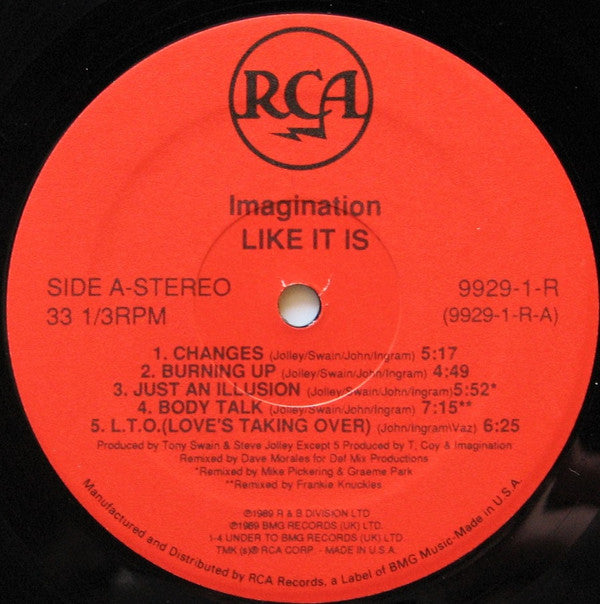 RCA
Imagination
LIKE IT IS
SIDE A-STEREO
33 1/3RPM
9929-1-R
(9929-1-R-A)
1. CHANGES (Jolley/Swain/John/Ingram) 5:17
2. BURNING UP (Jolley/Swain/John/Ingram) 4:49
3. JUST AN ILLUSION (Jolley/Swain/John/Ingram)5:52*
4. BODY TALK (Jolley/Swain/John/Ingram) 7:15**
5. L.T.O.(LOVE'S TAKING OVER) (John/Ingram\Vaz) 6:25
Produced by Tony Swain & Steve Jolley Except 5 Produced by T. Coy & Imagination
Remixed by Dave Morales for Def Mix Productions
*Remixed by Mike Pickering & Graeme Park
**Remixed by Frankie Knuckles
℗1989 R & B DIVISION LTD
℗1989 BMG RECORDS (UK) LTD.
1-4 UNDER TO BMG RECORDS (UK) LTD.
TMK (s)® RCA CORP. - MADE IN U.S.A.
Manufactured and Distributed by RCA Records, a Label of BMG Music-Made in U.S.A.